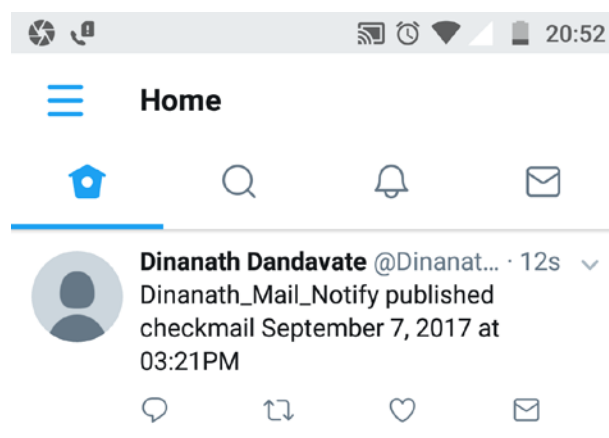 20:52
Home
Dinanath Dandavate @Dinanat... · 12s
Dinanath_Mail_Notify published
checkmail September 7, 2017 at
03:21PM